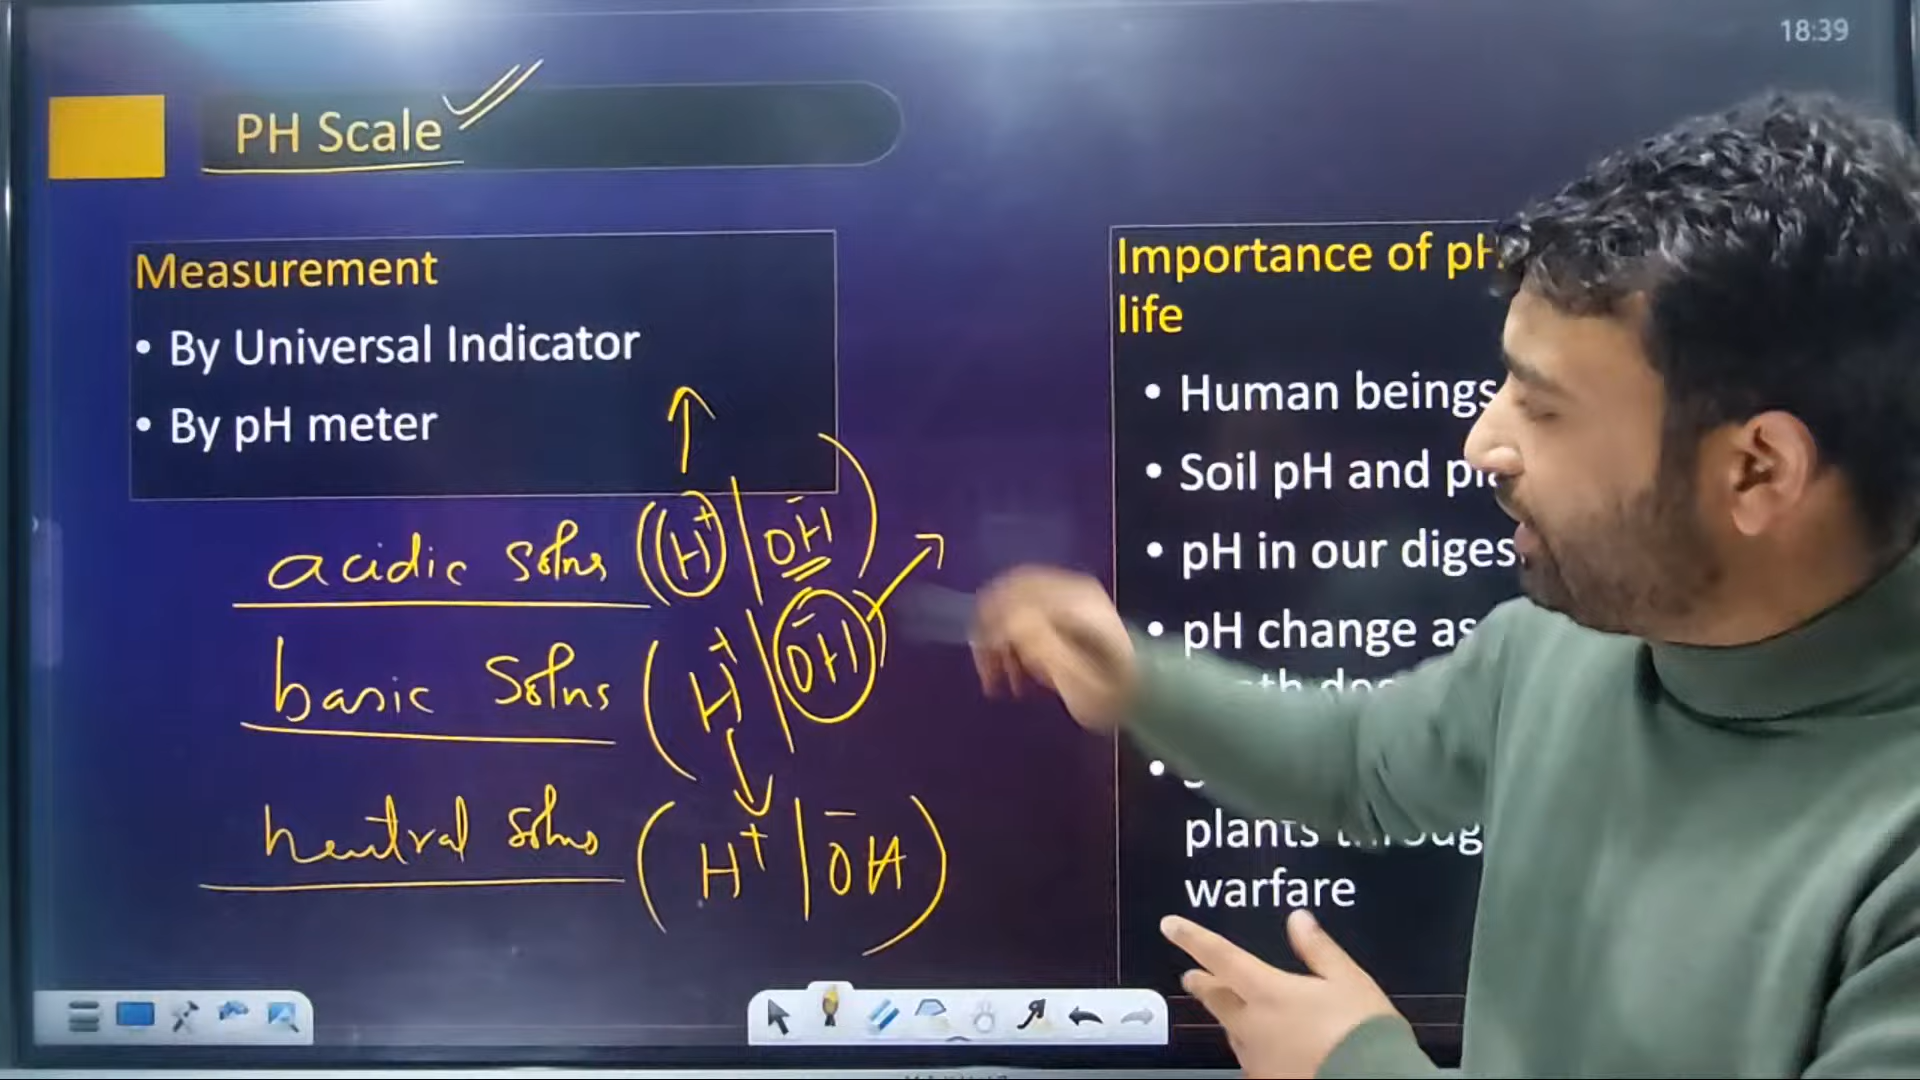 18:39
PH Scale
Measurement
• By Universal Indicator
• By pH meter
acidic solns (H⁺ | OH⁻)
basic solns (H⁺ | OH⁻)
neutral solns (H⁺ | OH⁻)
Importance of pH
life
• Human beings
• Soil pH and
• pH in our
• pH change as
plants
warfare